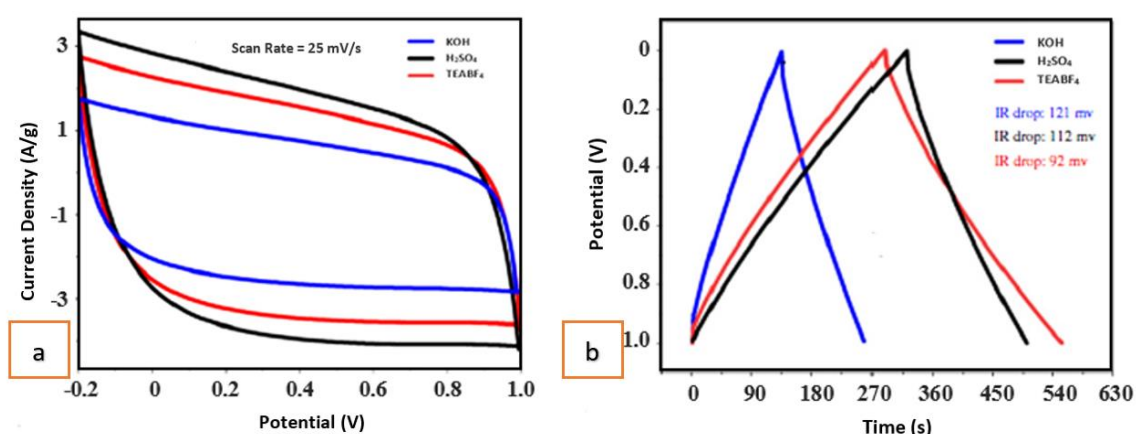 Scan Rate = 25 mV/s
KOH
H₂SO₄
TEABF₄
3
1
-1
-3
Current Density (A/g)
-0.2 0 0.2 0.4 0.6 0.8 1.0
Potential (V)
a
KOH
H₂SO₄
TEABF₄
IR drop: 121 mv
IR drop: 112 mv
IR drop: 92 mv
0
0.2
0.4
0.6
0.8
1.0
Potential (V)
0 90 180 270 360 450 540 630
Time (s)
b